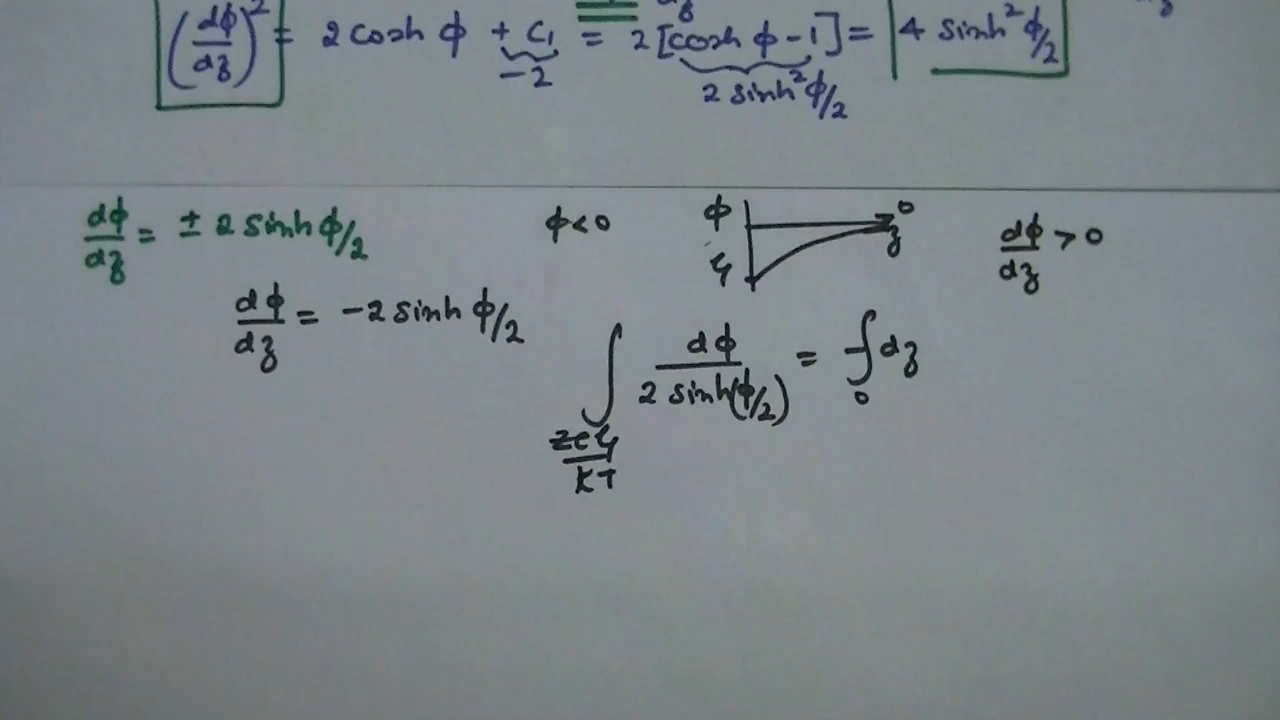 (dϕ/dz)² = 2 cosh ϕ + C₁ = 2 [cosh ϕ - 1] = 4 sinh² ϕ/2
-2
2 sinh² ϕ/2
dϕ/dz = ± 2 sinh ϕ/2
ϕ<0
ϕ
0
z
ζ
dϕ/dz > 0
dϕ/dz = -2 sinh ϕ/2
∫ dϕ / 2 sinh(ϕ/2) = -∫ dz
0
zeζ/kT